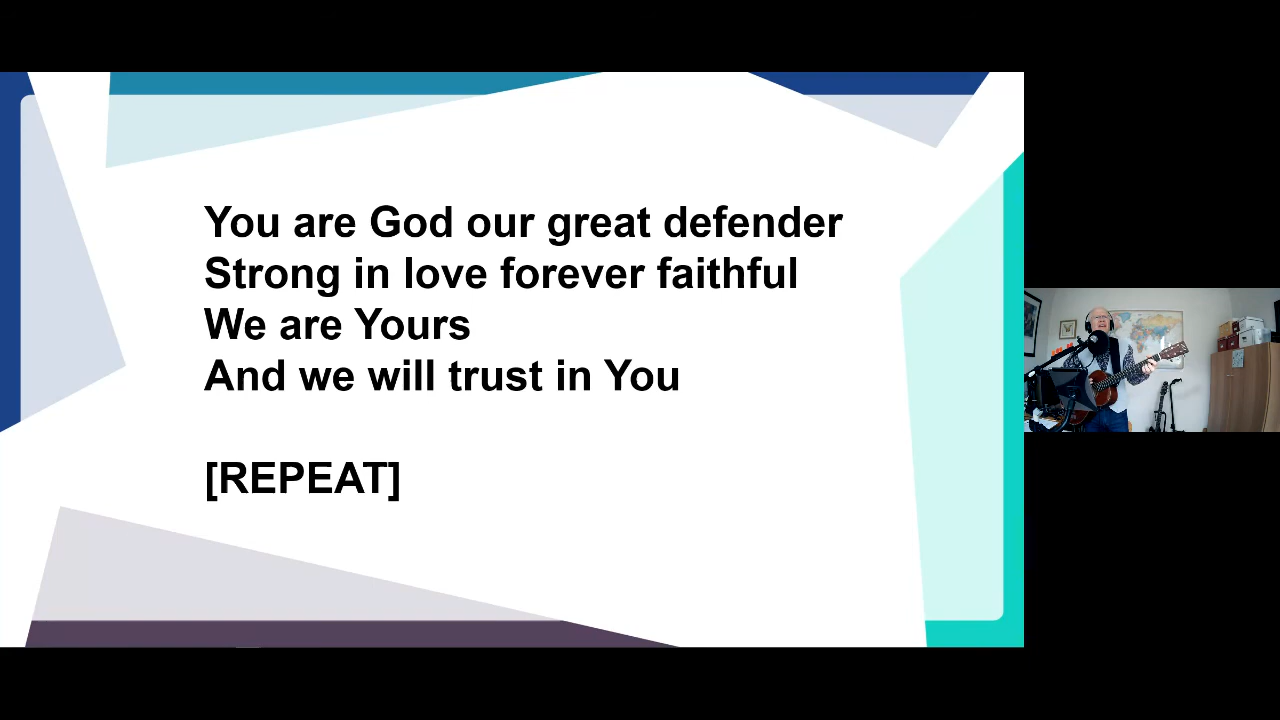 You are God our great defender
Strong in love forever faithful
We are Yours
And we will trust in You
[REPEAT]